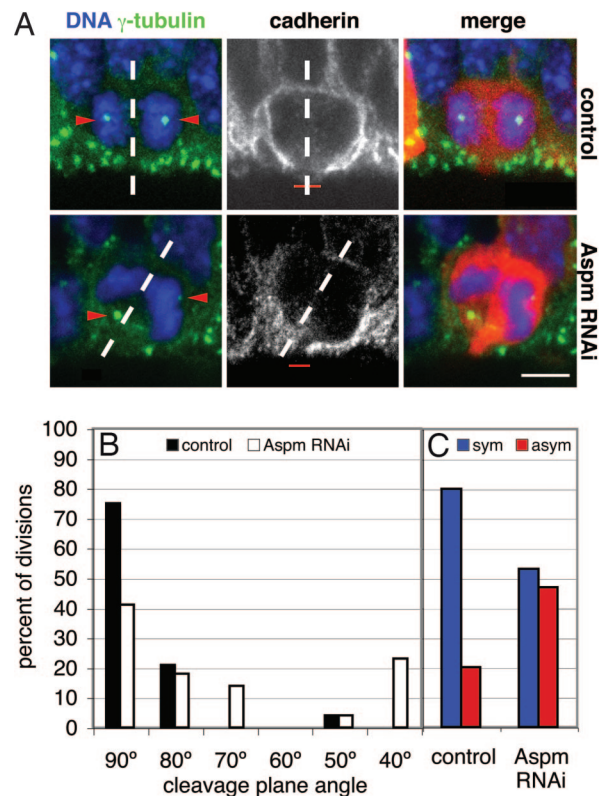 A
DNA γ-tubulin
cadherin
merge
control
Aspm RNAi
B
control
Aspm RNAi
C
sym
asym
percent of divisions
100
90
80
70
60
50
40
30
20
10
0
90º
80º
70º
60º
50º
40º
cleavage plane angle
control
Aspm
RNAi